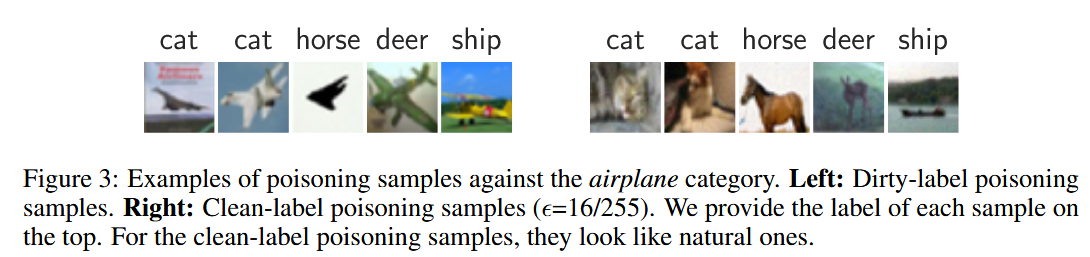 cat cat horse deer ship cat cat horse deer ship
Figure 3: Examples of poisoning samples against the airplane category. Left: Dirty-label poisoning
samples. Right: Clean-label poisoning samples (ϵ=16/255). We provide the label of each sample on
the top. For the clean-label poisoning samples, they look like natural ones.